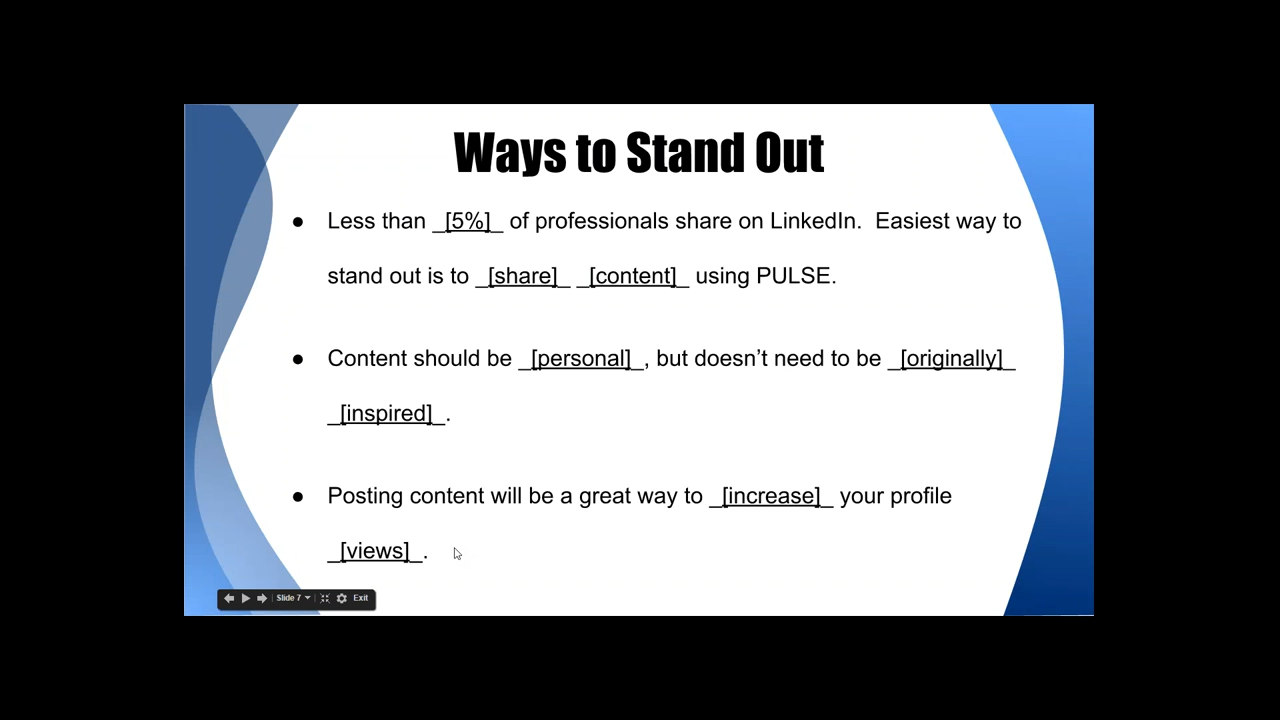 Ways to Stand Out
● Less than _[5%]_ of professionals share on LinkedIn.  Easiest way to
stand out is to _[share]_ _[content]_ using PULSE.
● Content should be _[personal]_, but doesn’t need to be _[originally]_
_[inspired]_.
● Posting content will be a great way to _[increase]_ your profile
_[views]_.
Slide 7 Exit